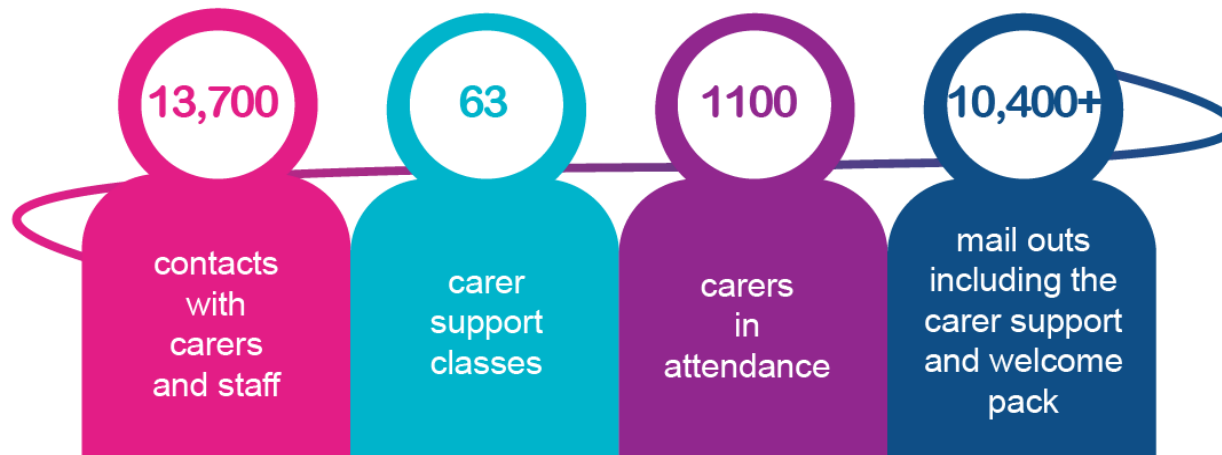 13,700
contacts
with
carers
and staff
63
carer
support
classes
1100
carers
in
attendance
10,400+
mail outs
including the
carer support
and welcome
pack